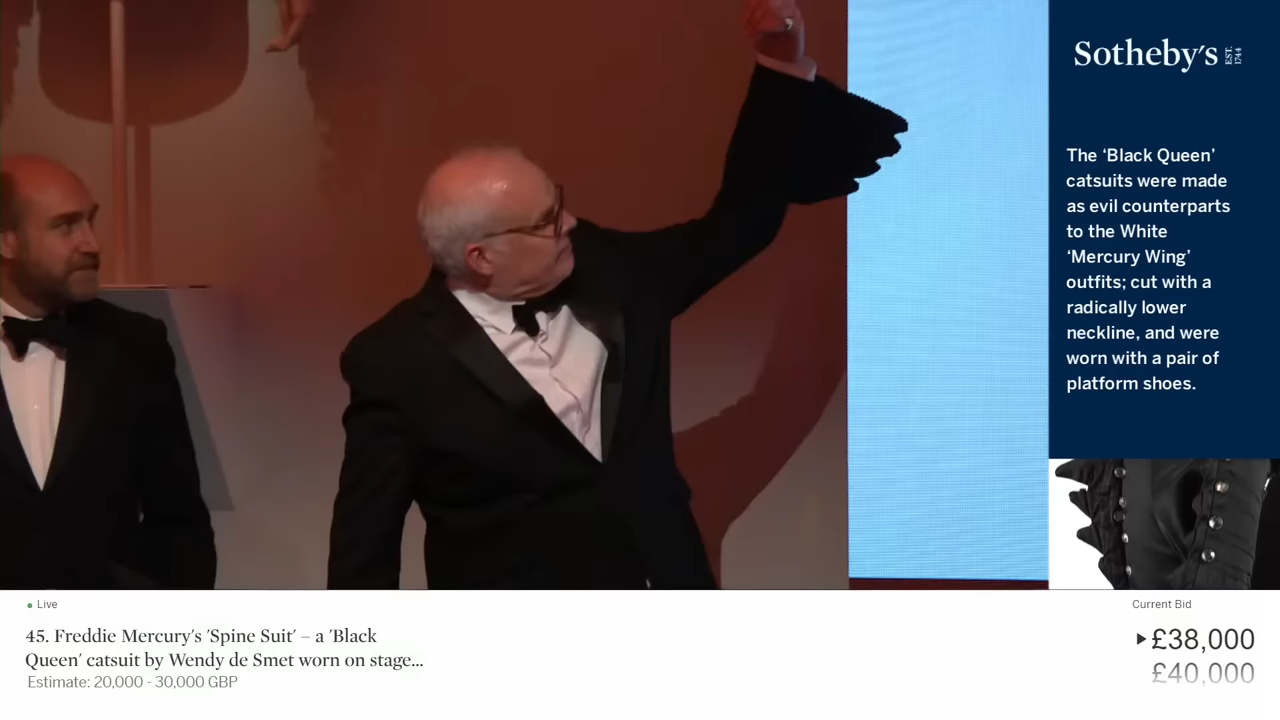 Sotheby's EST. 1744
The ‘Black Queen’
catsuits were made
as evil counterparts
to the White
‘Mercury Wing’
outfits; cut with a
radically lower
neckline, and were
worn with a pair of
platform shoes.
Live
45. Freddie Mercury's 'Spine Suit' – a 'Black
Queen' catsuit by Wendy de Smet worn on stage...
Estimate: 20,000 - 30,000 GBP
Current Bid
£38,000
£40,000